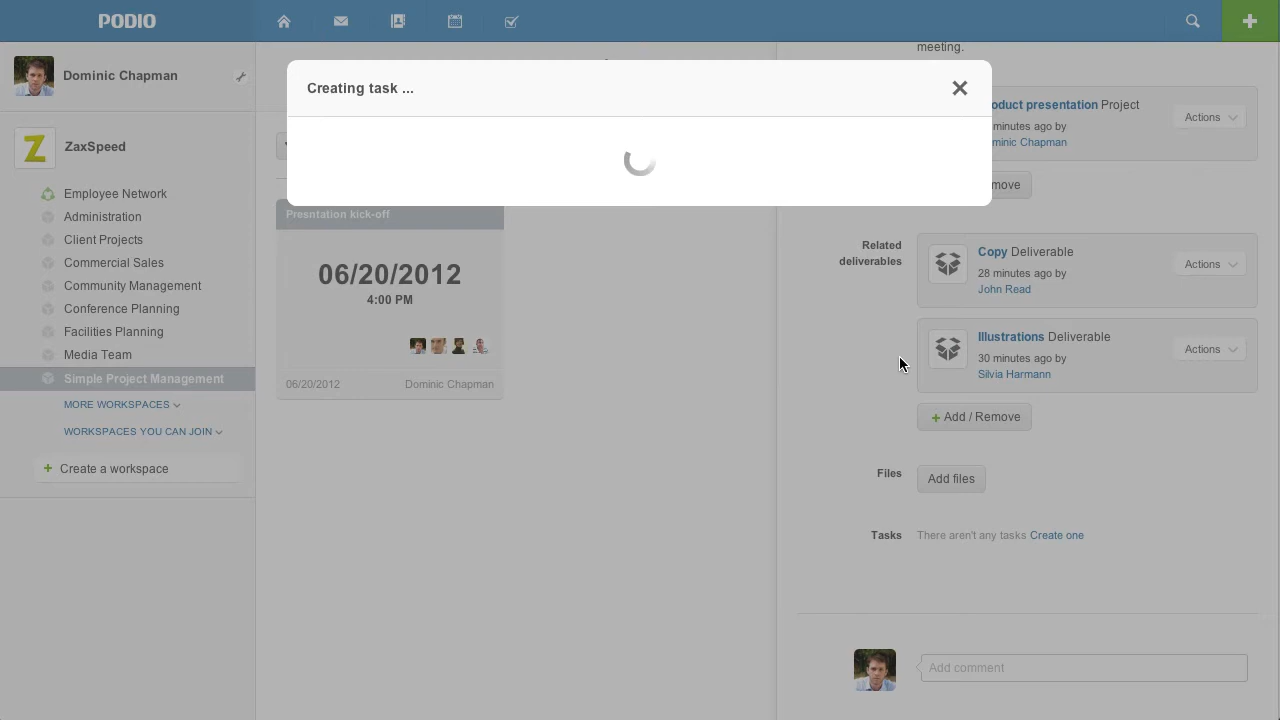 PODIO
Dominic Chapman
ZaxSpeed
Employee Network
Administration
Client Projects
Commercial Sales
Community Management
Conference Planning
Facilities Planning
Media Team
Simple Project Management
MORE WORKSPACES
WORKSPACES YOU CAN JOIN
+ Create a workspace
Creating task ...
Presntation kick-off
06/20/2012
4:00 PM
06/20/2012 Dominic Chapman
meeting.
oduct presentation Project
minutes ago by
minic Chapman
Actions
move
Related
deliverables
Copy Deliverable
28 minutes ago by
John Read
Actions
Illustrations Deliverable
30 minutes ago by
Silvia Harmann
Actions
+ Add / Remove
Files
Add files
Tasks
There aren't any tasks Create one
Add comment